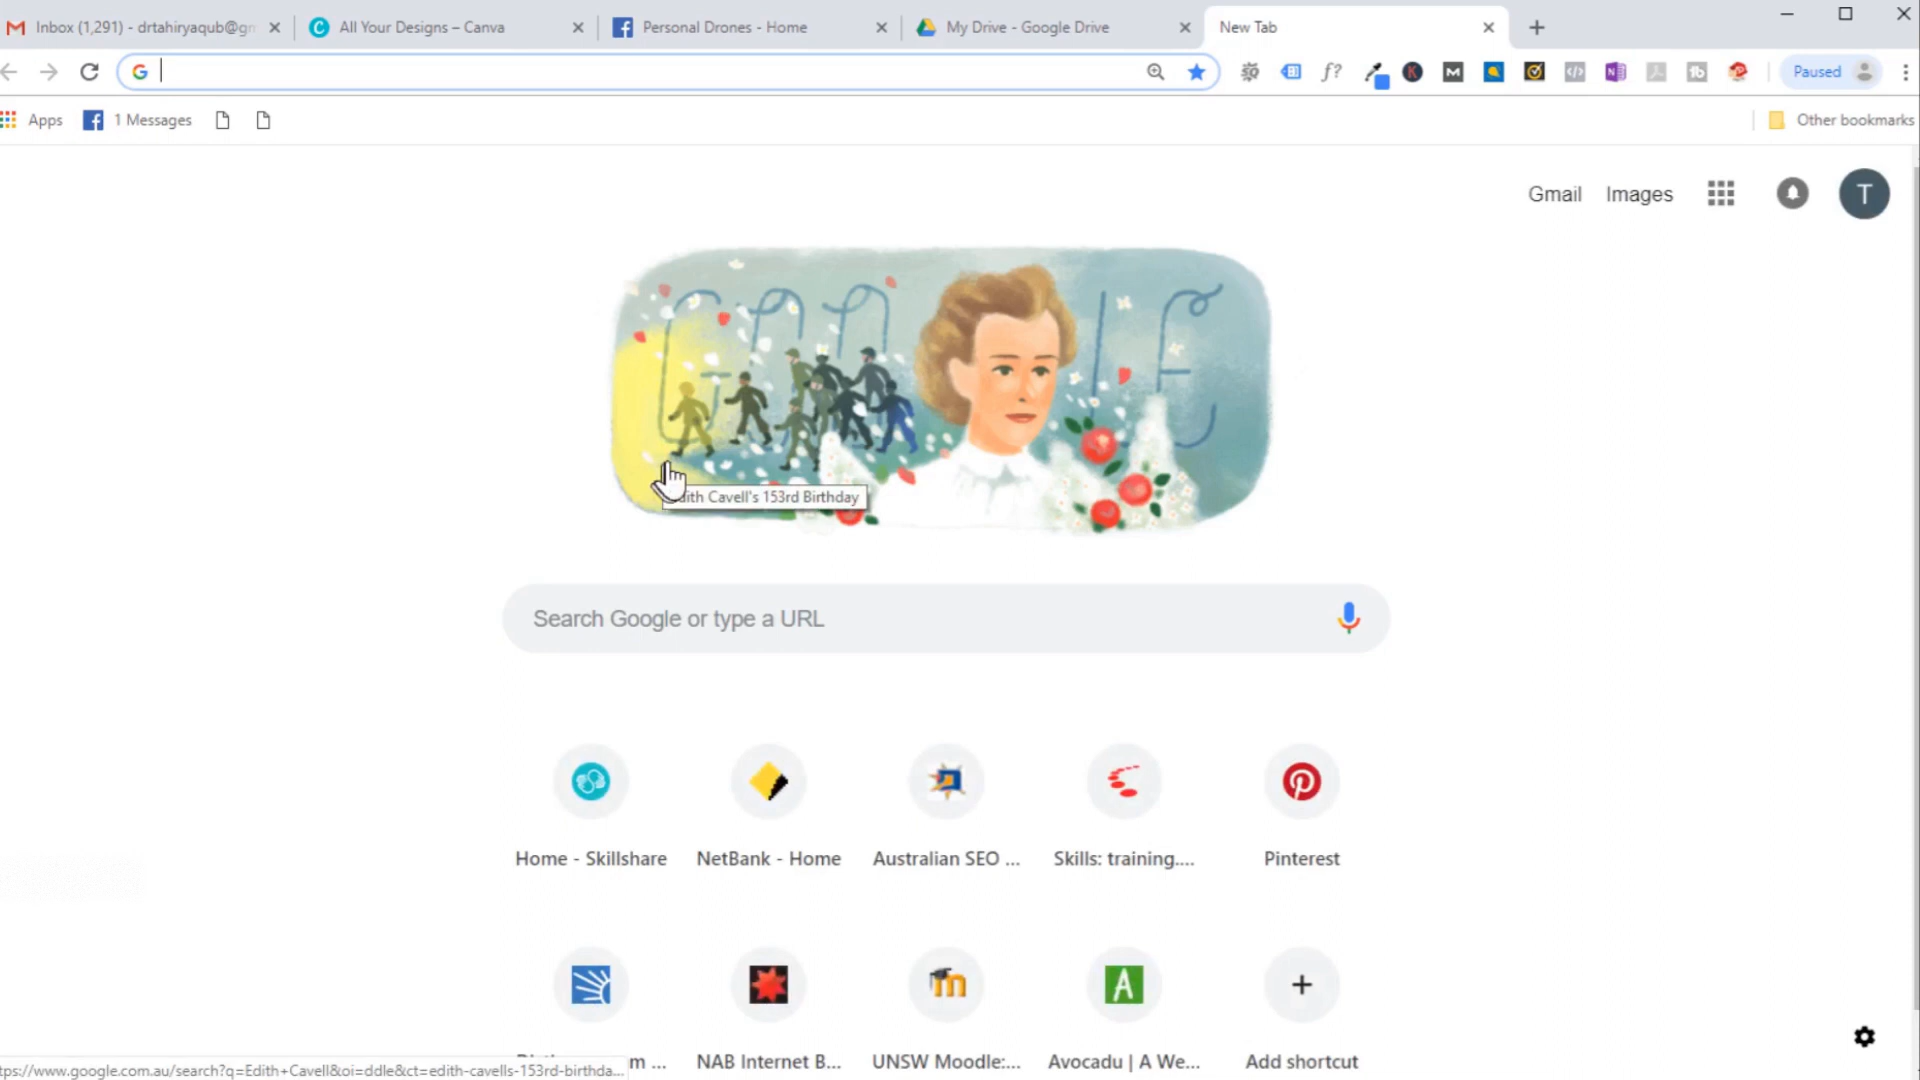 Inbox (1,291) - drtahiryaqub@gm
All Your Designs – Canva
Personal Drones - Home
My Drive - Google Drive
New Tab
Paused
Apps
1 Messages
Other bookmarks
Gmail
Images
T
dith Cavell's 153rd Birthday
Search Google or type a URL
Home - Skillshare
NetBank - Home
Australian SEO ...
Skills: training....
Pinterest
m ...
NAB Internet B...
UNSW Moodle:...
Avocadu | A We...
Add shortcut
tps://www.google.com.au/search?q=Edith+Cavell&oi=ddle&ct=edith-cavells-153rd-birthda...